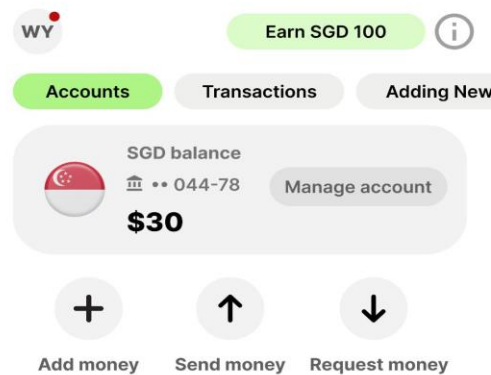 WY Earn SGD 100 i
Accounts Transactions Adding New
SGD balance
•• 044-78 Manage account
$30
Add money Send money Request money